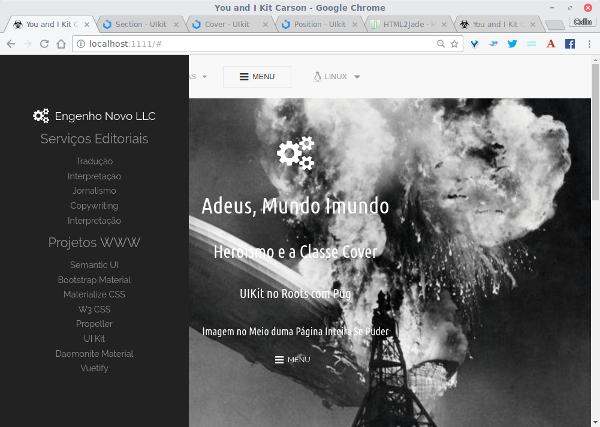 You and I Kit Carson - Google Chrome
You and I Kit Cars
Section - UIkit
Cover - UIkit
Position - UIkit
HTML2Jade - H
You and I Kit C
Colin
localhost:1111/#
AS
MENU
LINUX
Engenho Novo LLC
Serviços Editoriais
Tradução
Interpretação
Jornalismo
Copywriting
Interpretação
Projetos WWW
Semantic UI
Bootstrap Material
Materialize CSS
W3 CSS
Propeller
UI Kit
Daemonite Material
Vuetify
Adeus, Mundo Imundo
Heroísmo e a Classe Cover
UIKit no Roots com Pug
Imagem no Meio duma Página Inteira Se Puder
MENU